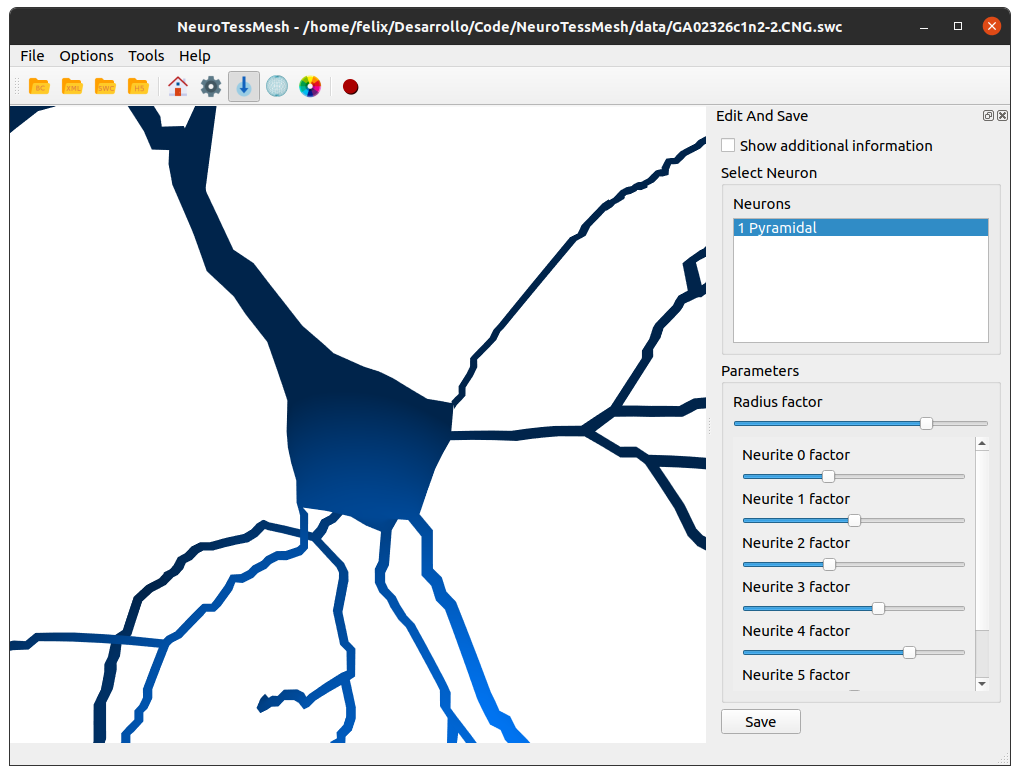 NeuroTessMesh - /home/felix/Desarrollo/Code/NeuroTessMesh/data/GA02326c1n2-2.CNG.swc
File Options Tools Help
BC XML SWC H5
Edit And Save
Show additional information
Select Neuron
Neurons
1 Pyramidal
Parameters
Radius factor
Neurite 0 factor
Neurite 1 factor
Neurite 2 factor
Neurite 3 factor
Neurite 4 factor
Neurite 5 factor
Save